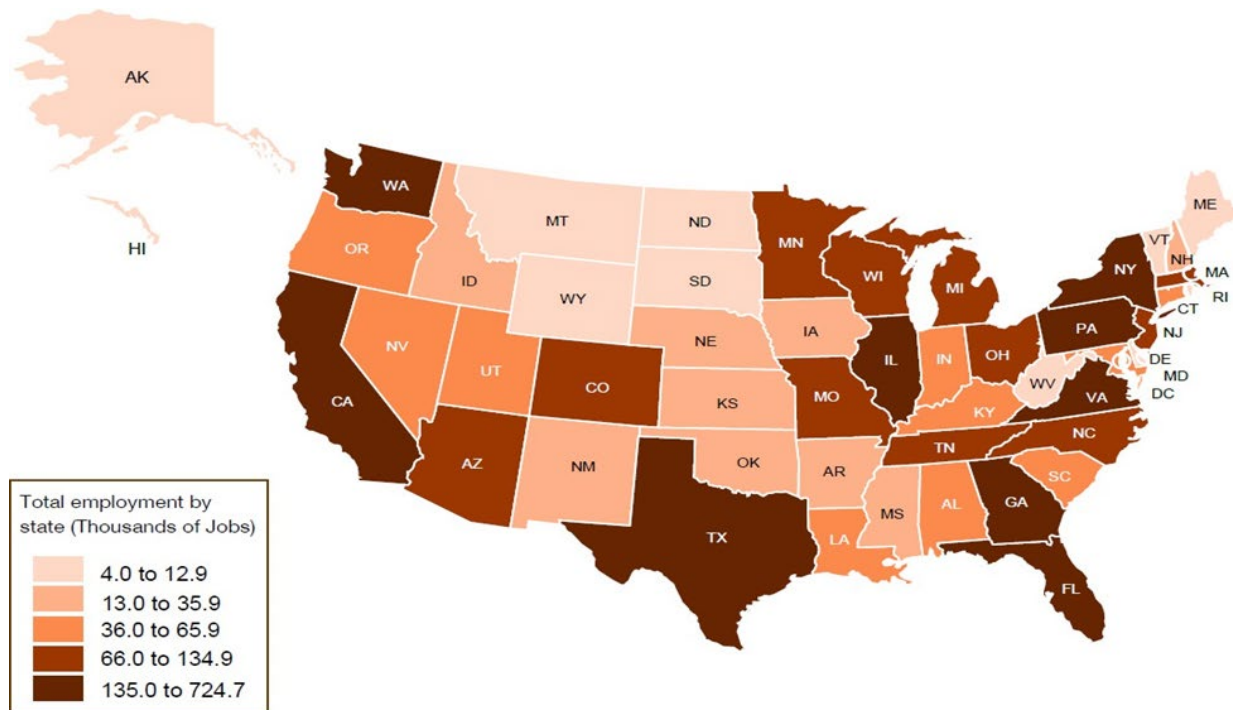 AK
HI
WA
OR
CA
NV
ID
MT
WY
UT
AZ
CO
NM
ND
SD
NE
KS
OK
TX
MN
IA
MO
AR
LA
WI
IL
MI
IN
OH
KY
TN
MS
AL
GA
FL
SC
NC
VA
WV
PA
NY
VT
NH
ME
MA
RI
CT
NJ
DE
MD
DC
Total employment by
state (Thousands of Jobs)
4.0 to 12.9
13.0 to 35.9
36.0 to 65.9
66.0 to 134.9
135.0 to 724.7